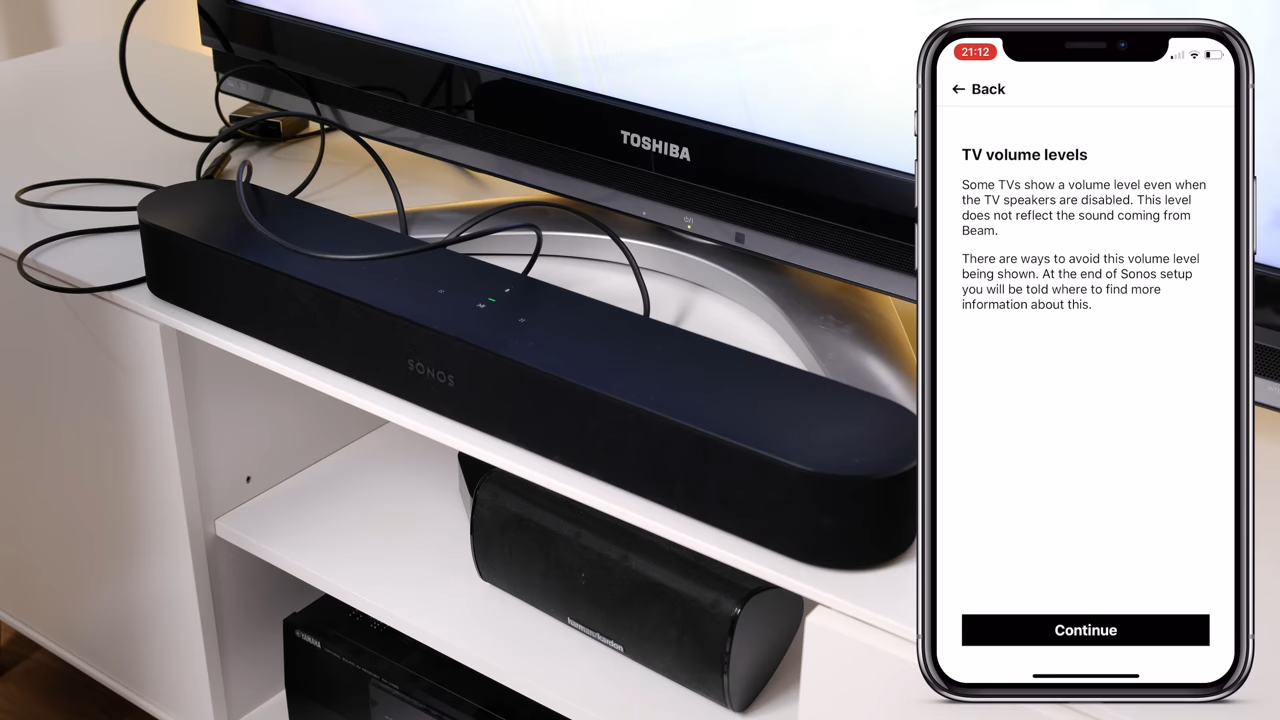 TOSHIBA
SONOS
harman/kardon
YAMAHA
21:12
← Back
TV volume levels
Some TVs show a volume level even when
the TV speakers are disabled. This level
does not reflect the sound coming from
Beam.
There are ways to avoid this volume level
being shown. At the end of Sonos setup
you will be told where to find more
information about this.
Continue